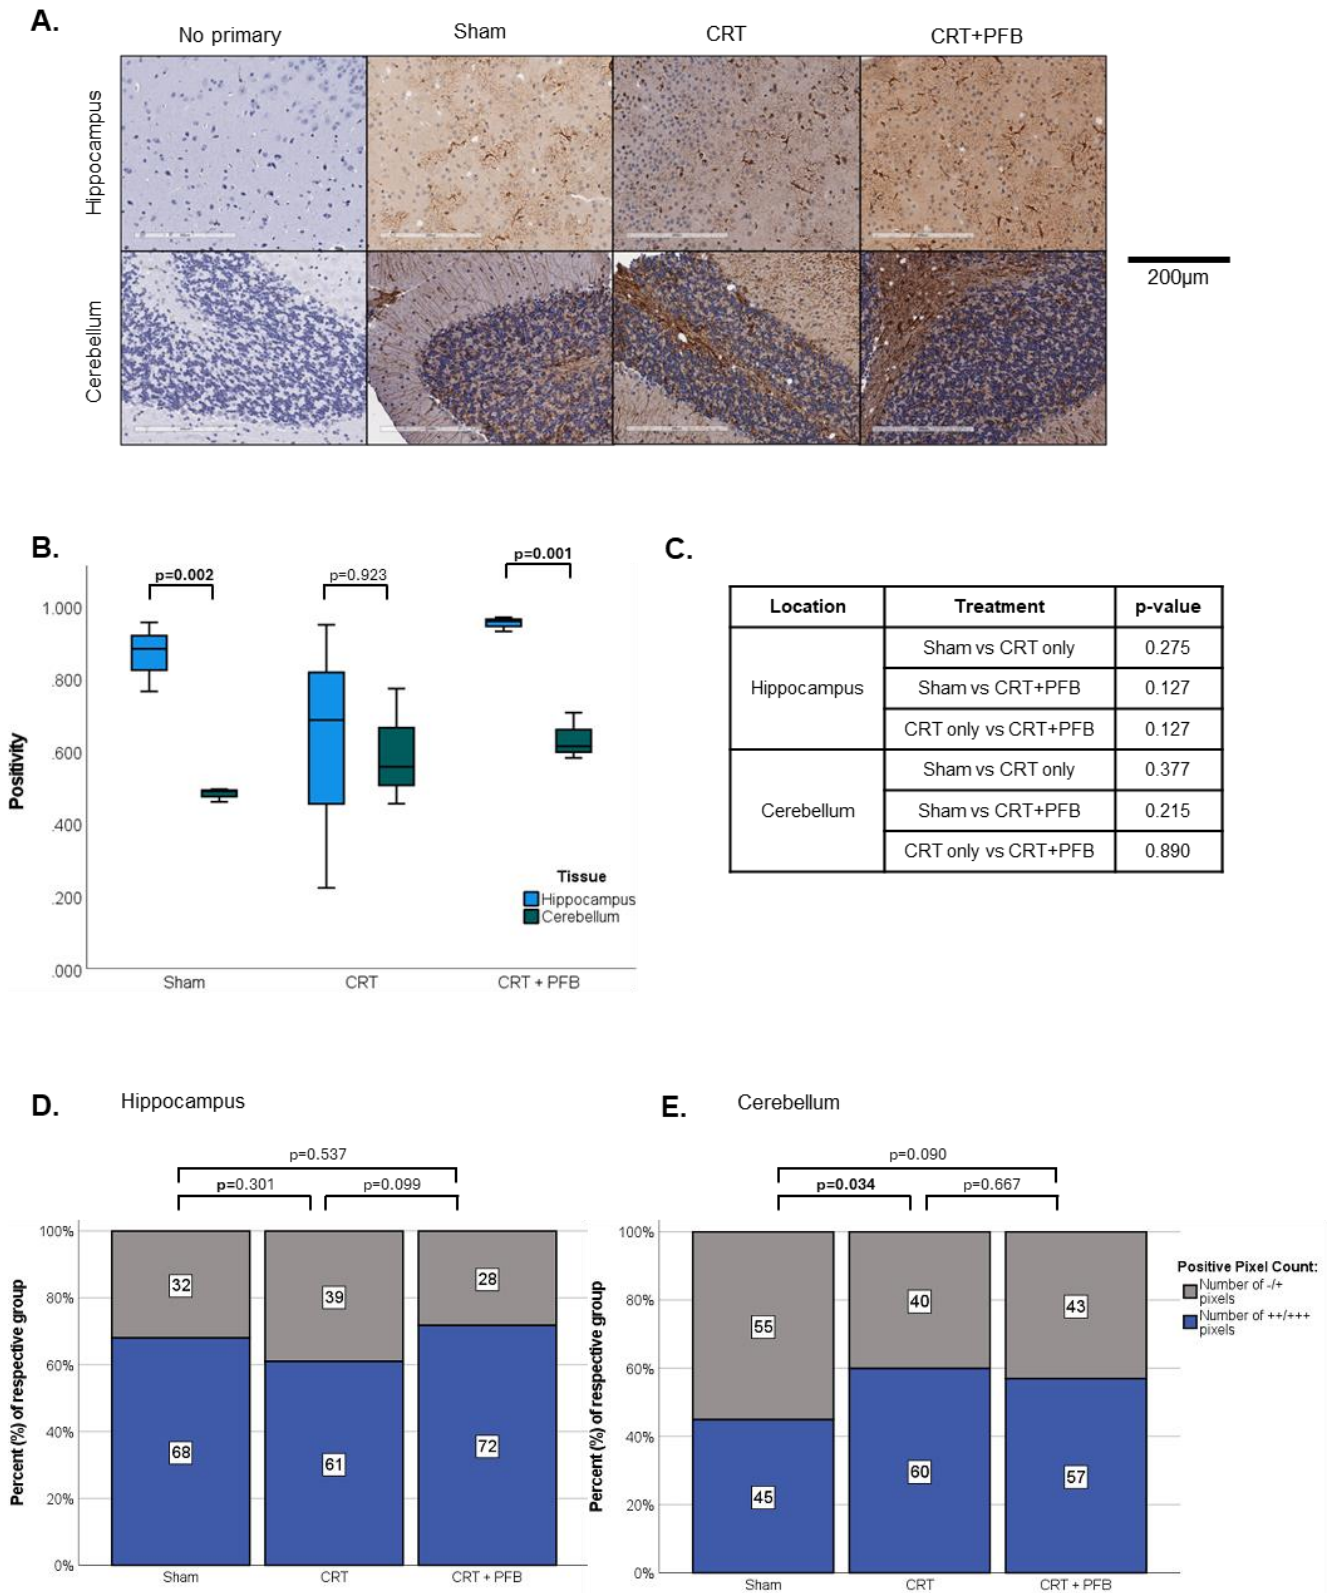 A.
No primary
Sham
CRT
CRT+PFB
Hippocampus
Cerebellum
200µm
B.
p=0.002
p=0.923
p=0.001
Positivity
1.000
.800
.600
.400
.200
.000
Tissue
Hippocampus
Cerebellum
Sham
CRT
CRT + PFB
C.
Location Treatment p-value
Hippocampus
Sham vs CRT only 0.275
Sham vs CRT+PFB 0.127
CRT only vs CRT+PFB 0.127
Cerebellum
Sham vs CRT only 0.377
Sham vs CRT+PFB 0.215
CRT only vs CRT+PFB 0.890
D.
Hippocampus
p=0.537
p=0.301
p=0.099
Percent (%) of respective group
100%
80%
60%
40%
20%
0%
32
39
28
68
61
72
Sham
CRT
CRT + PFB
E.
Cerebellum
p=0.090
p=0.034
p=0.667
Percent (%) of respective group
100%
80%
60%
40%
20%
0%
55
40
43
45
60
57
Sham
CRT
CRT + PFB
Positive Pixel Count:
Number of -/+
pixels
Number of ++/+++
pixels